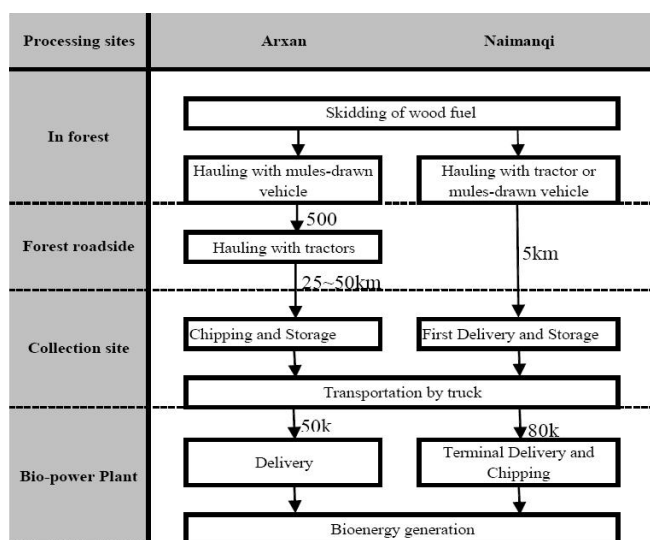 Processing sites
Arxan
Naimanqi
In forest
Skidding of wood fuel
Hauling with mules-drawn
vehicle
Hauling with tractor or
mules-drawn vehicle
500
Forest roadside
Hauling with tractors
5km
25~50km
Collection site
Chipping and Storage
First Delivery and Storage
Transportation by truck
50k
80k
Bio-power Plant
Delivery
Terminal Delivery and
Chipping
Bioenergy generation